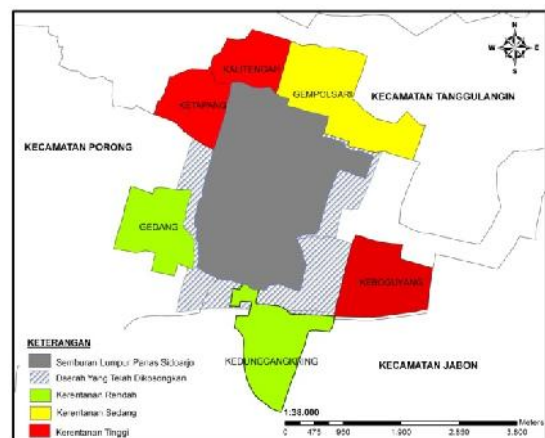 N
W E
S
KALITENGAH
GEMPOLSARI
KECAMATAN TANGGULANGIN
KETAPANG
KECAMATAN PORONG
GEDANG
KEBOGUYANG
KEDUNGCANGKRING
KECAMATAN JABON
KETERANGAN
Semburan Lumpur Panas Sidoarjo
Daerah Yang Telah Dikosongkan
Kerentanan Rendah
Kerentanan Sedang
Kerentanan Tinggi
1:38.000
Meters
0 475 950 1.900 2.850 3.800